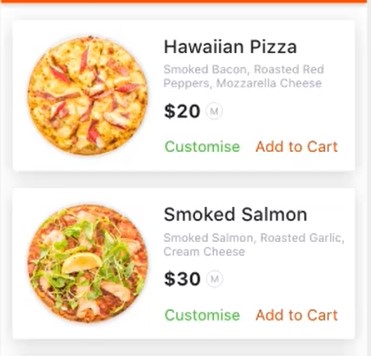 Hawaiian Pizza
Smoked Bacon, Roasted Red
Peppers, Mozzarella Cheese
$20 M
Customise Add to Cart
Smoked Salmon
Smoked Salmon, Roasted Garlic,
Cream Cheese
$30 M
Customise Add to Cart